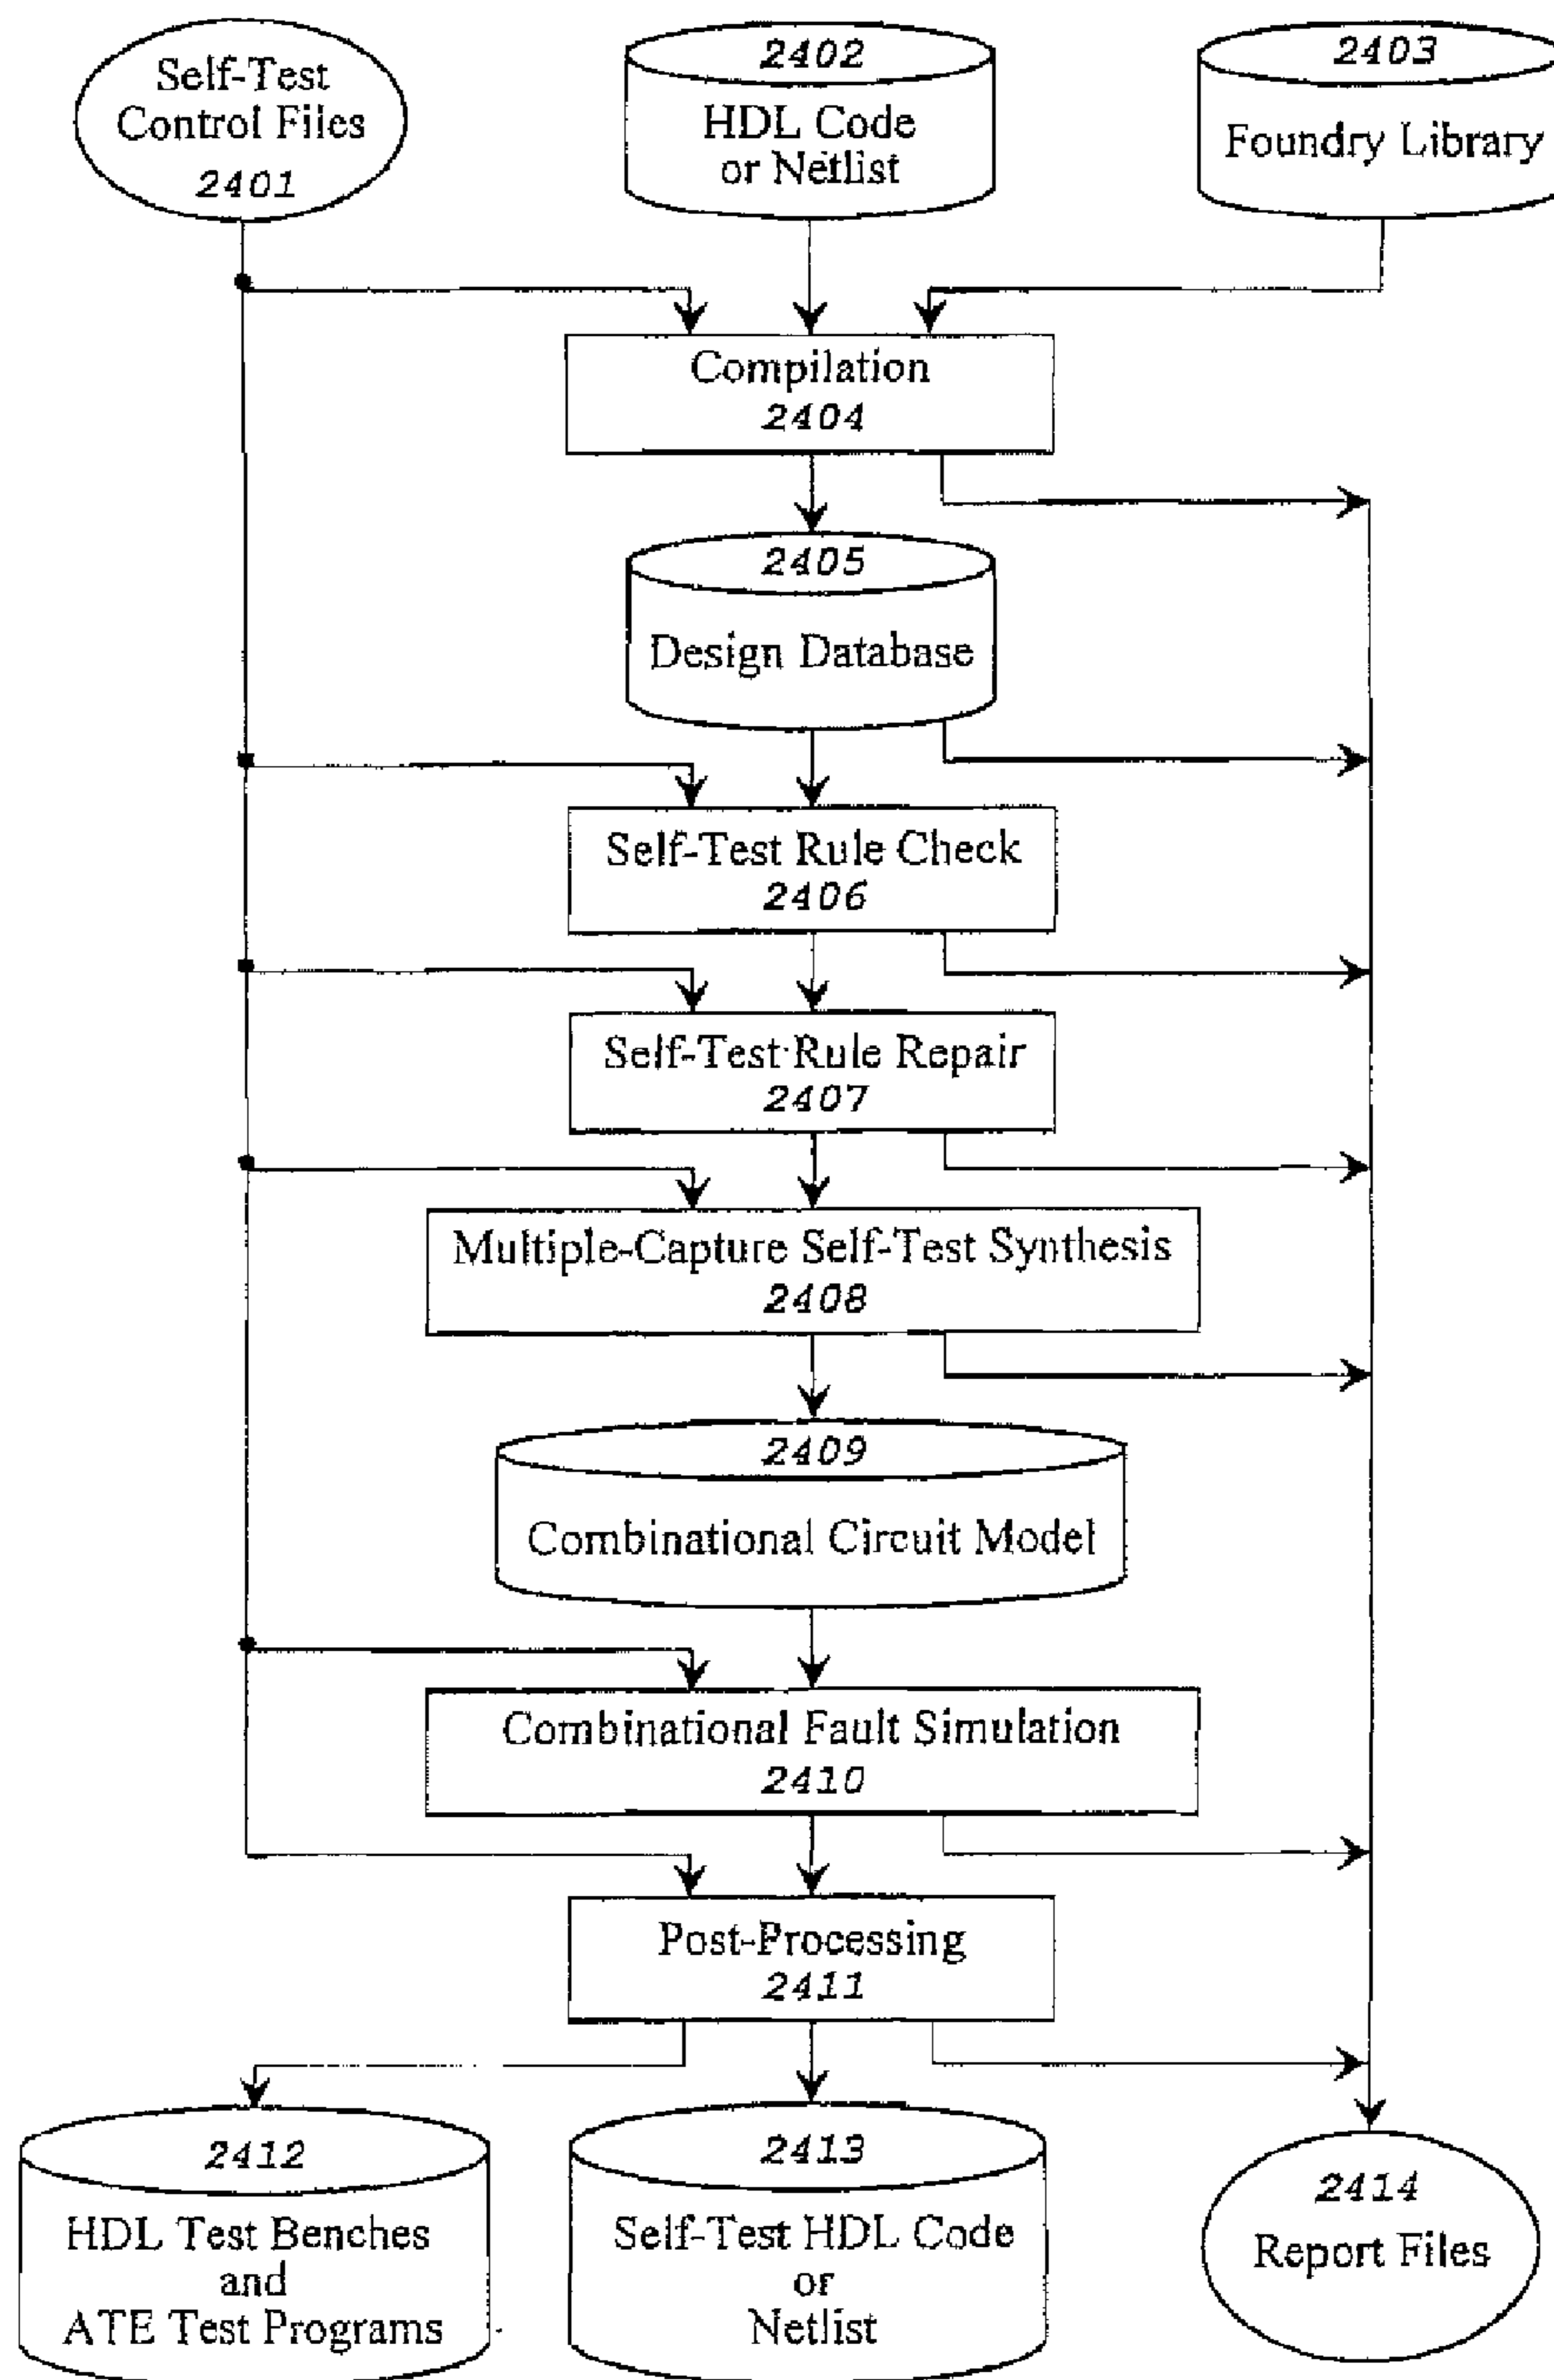 Self-Test
Control Files
2401
2402
HDL Code
or Netlist
2403
Foundry Library
Compilation
2404
2405
Design Database
Self-Test Rule Check
2406
Self-Test Rule Repair
2407
Multiple-Capture Self-Test Synthesis
2408
2409
Combinational Circuit Model
Combinational Fault Simulation
2410
Post-Processing
2411
2412
HDL Test Benches
and
ATE Test Programs
2413
Self-Test HDL Code
or
Netlist
2414
Report Files